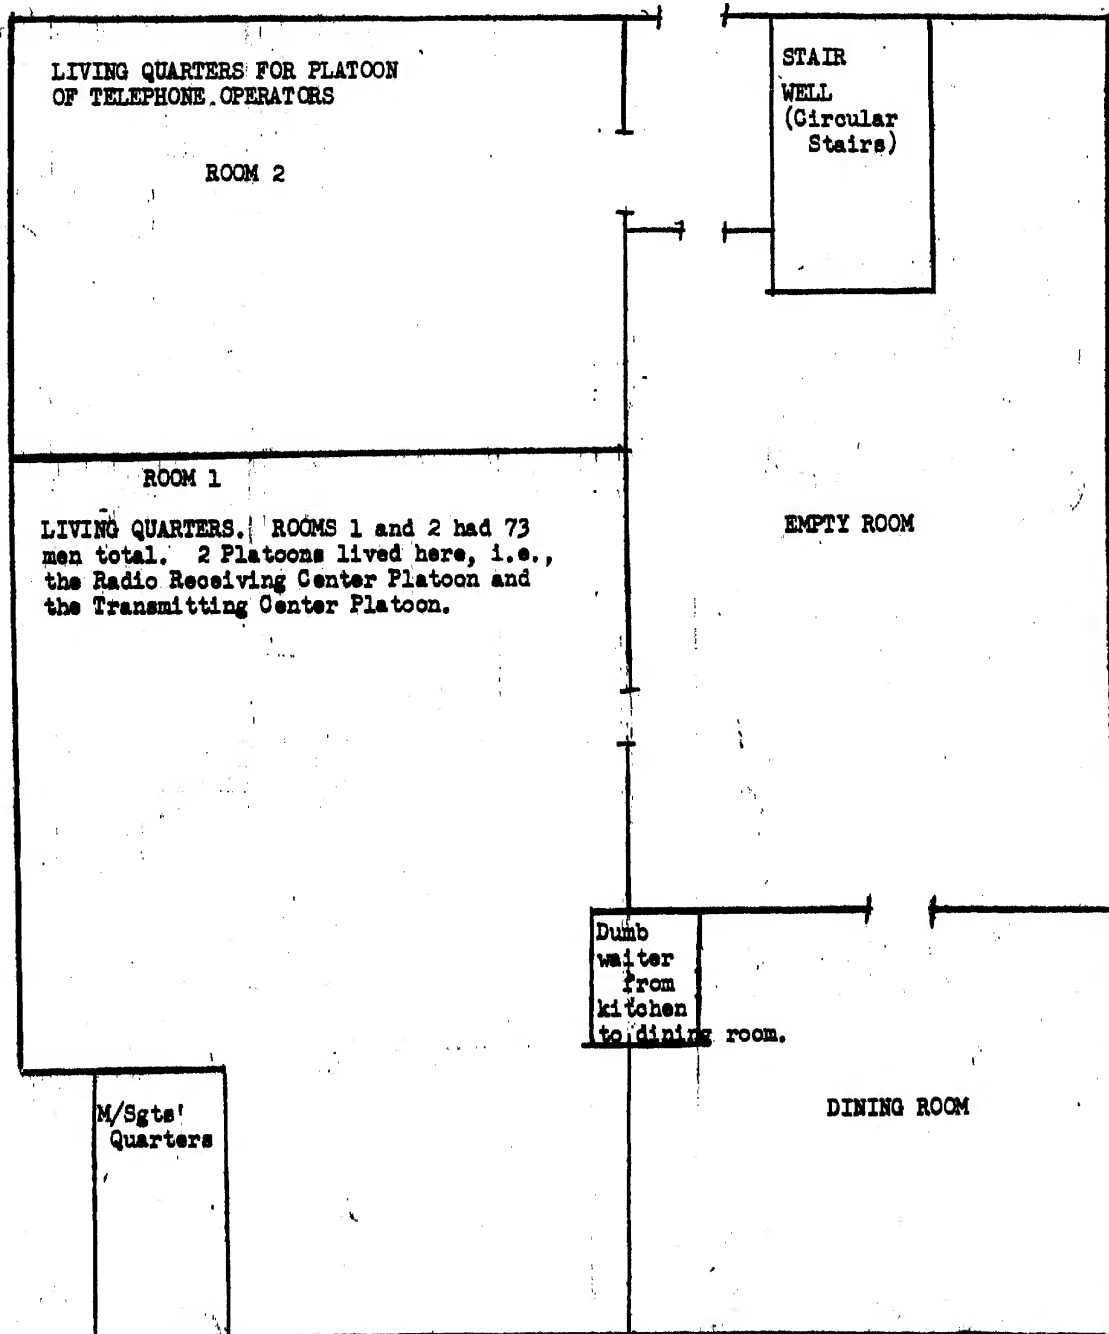 LIVING QUARTERS FOR PLATOON
OF TELEPHONE OPERATORS
ROOM 2
STAIR
WELL
(Circular
Stairs)
ROOM 1
LIVING QUARTERS. ROOMS 1 and 2 had 73
men total. 2 Platoons lived here, i.e.,
the Radio Receiving Center Platoon and
the Transmitting Center Platoon.
EMPTY ROOM
Dumb
waiter
from
kitchen
to dining room.
M/Sgts'
Quarters
DINING ROOM